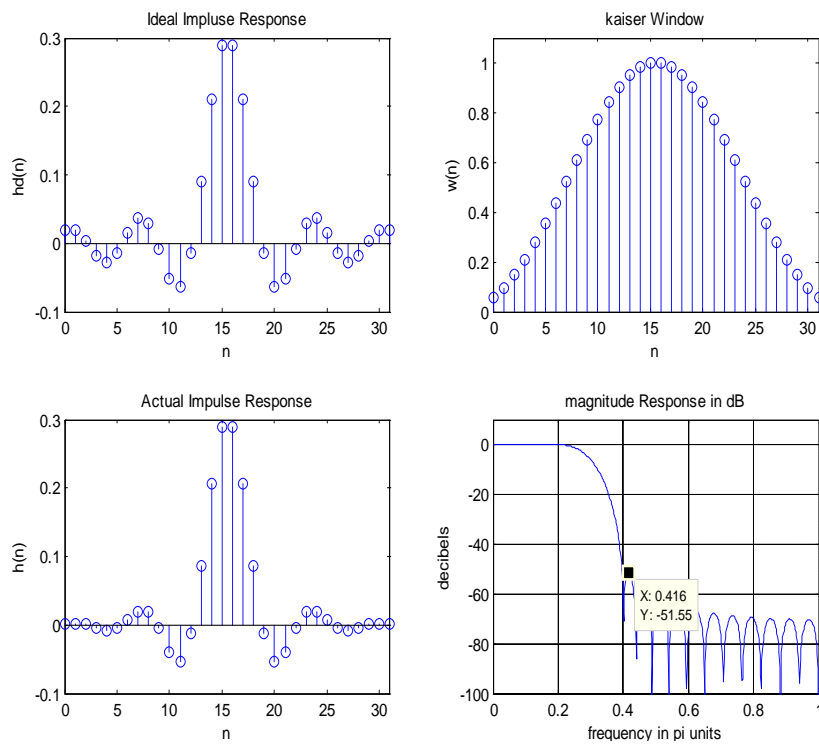 Ideal Impluse Response
0.3
0.2
0.1
0
-0.1
hd(n)
0 5 10 15 20 25 30
n
kaiser Window
1
0.8
0.6
0.4
0.2
0
w(n)
0 5 10 15 20 25 30
n
Actual Impulse Response
0.3
0.2
0.1
0
-0.1
h(n)
0 5 10 15 20 25 30
n
magnitude Response in dB
0
-20
-40
-60
-80
-100
decibels
X: 0.416
Y: -51.55
0 0.2 0.4 0.6 0.8 1
frequency in pi units